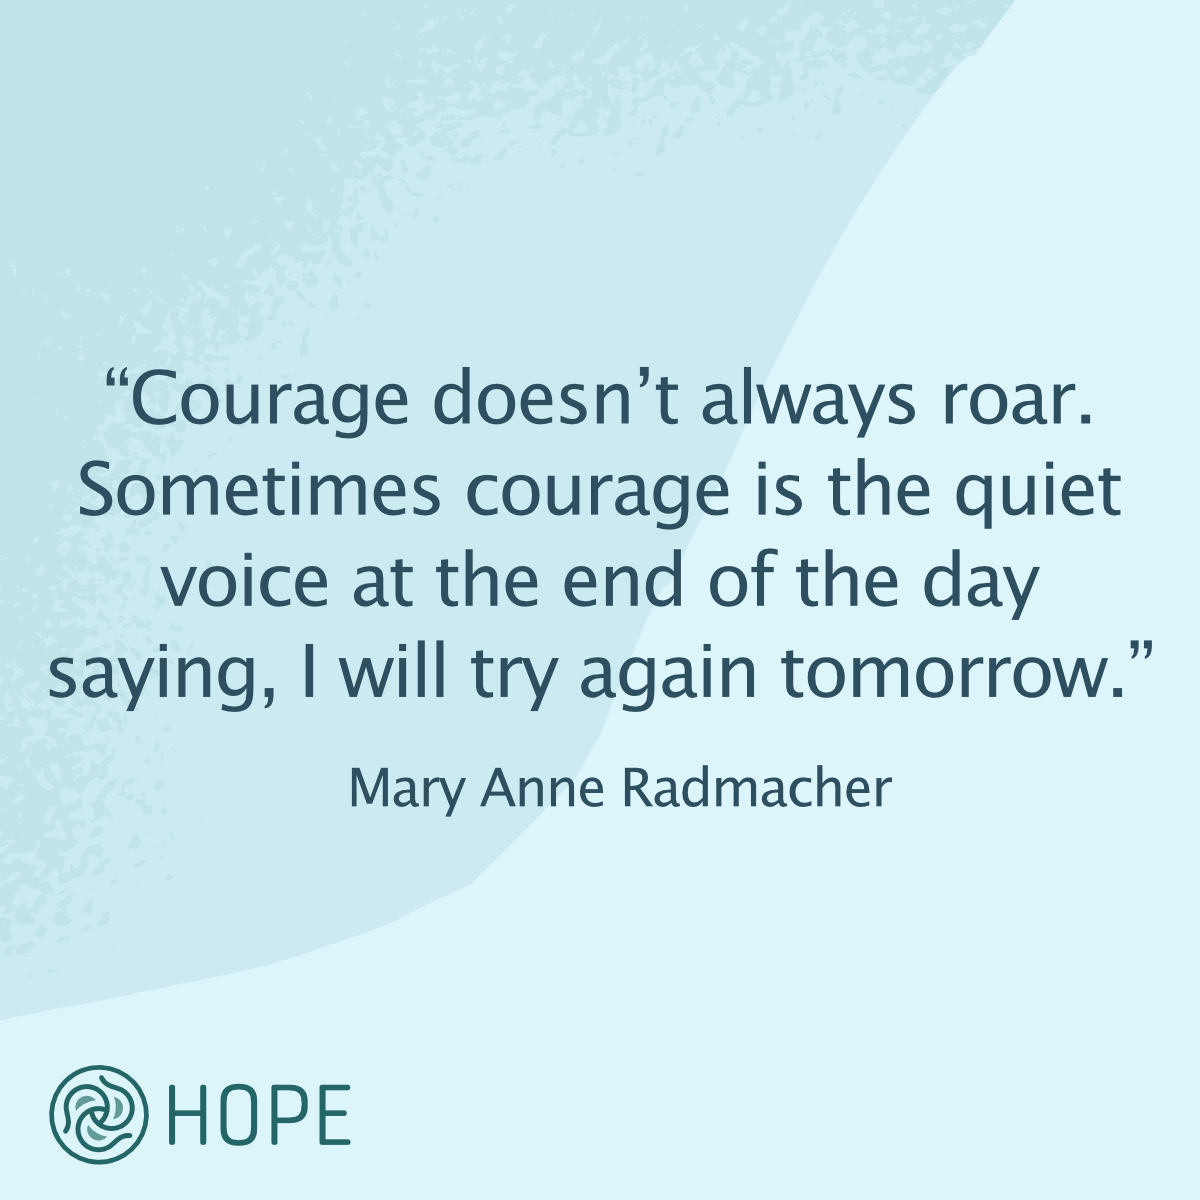 “Courage doesn’t always roar.
Sometimes courage is the quiet
voice at the end of the day
saying, I will try again tomorrow.”
Mary Anne Radmacher
HOPE